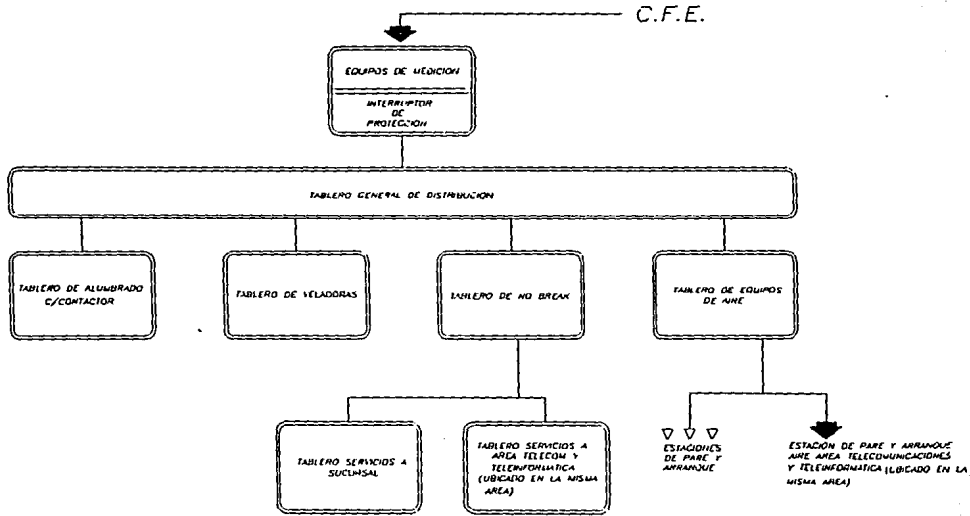 C.F.E.
EQUIPOS DE MEDICION
INTERRUPTOR
DE
PROTECCION
TABLERO GENERAL DE DISTRIBUCION
TABLERO DE ALUMBRADO
C/CONTACTOR
TABLERO DE VELADORAS
TABLERO DE NO BREAK
TABLERO DE EQUIPOS
DE AIRE
TABLERO SERVICIOS A
SUCURSAL
TABLERO SERVICIOS A
AREA TELECOM Y
TELEINFORMATICA
(UBICADO EN LA MISMA
AREA)
ESTACIONES
DE PARE Y
ARRANQUE
ESTACIÓN DE PARE Y ARRANQUE
AIRE AREA TELECOMUNICACIONES
Y TELEINFORMATICA (UBICADO EN LA
MISMA AREA)